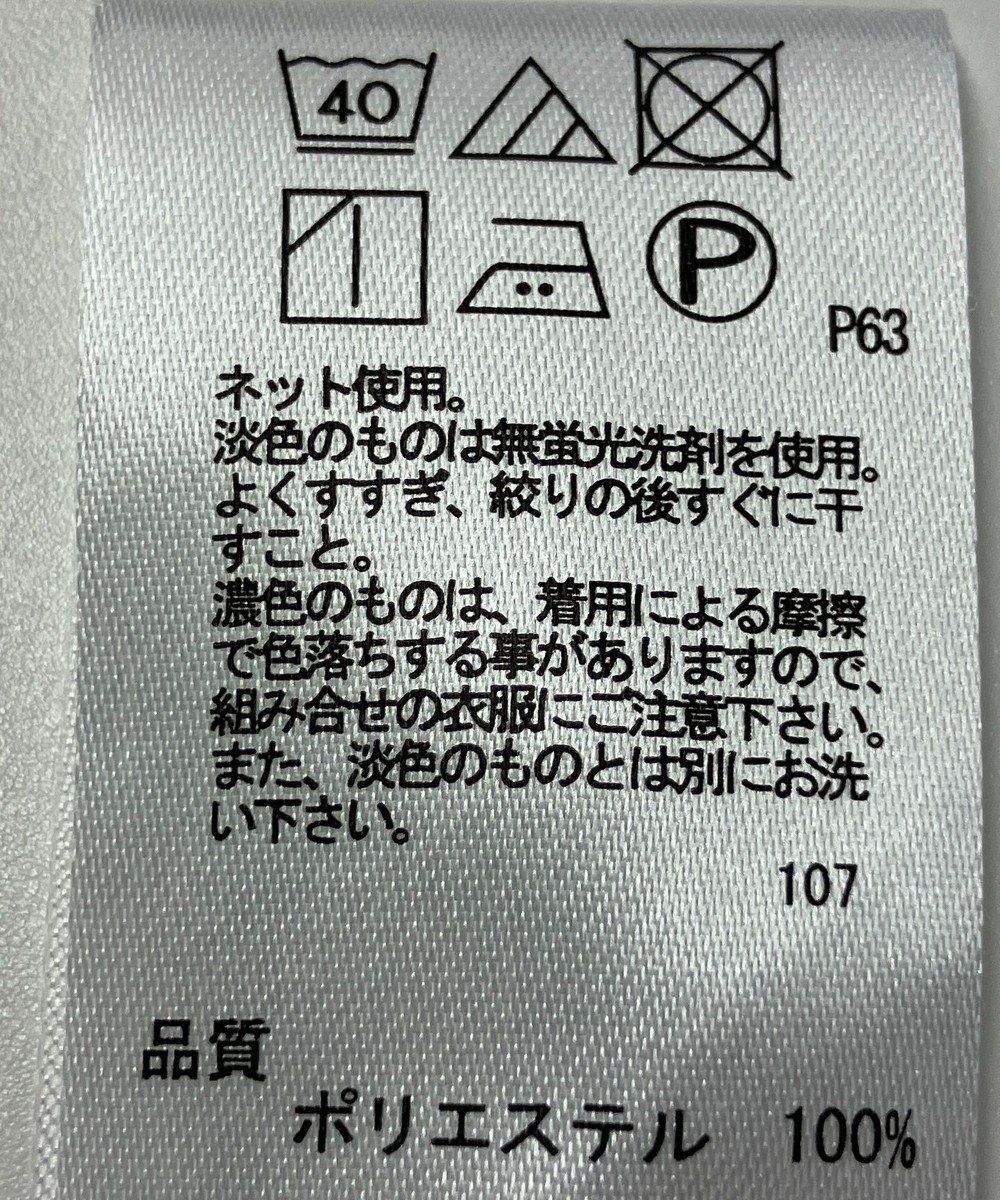 40
P
P63
ネット使用。
淡色のものは無蛍光洗剤を使用。
よくすすぎ、絞りの後すぐに干
すこと。
濃色のものは、着用による摩擦
で色落ちする事がありますので、
組み合せの衣服にご注意下さい。
また、淡色のものとは別にお洗
い下さい。
107
品質
ポリエステル 100%